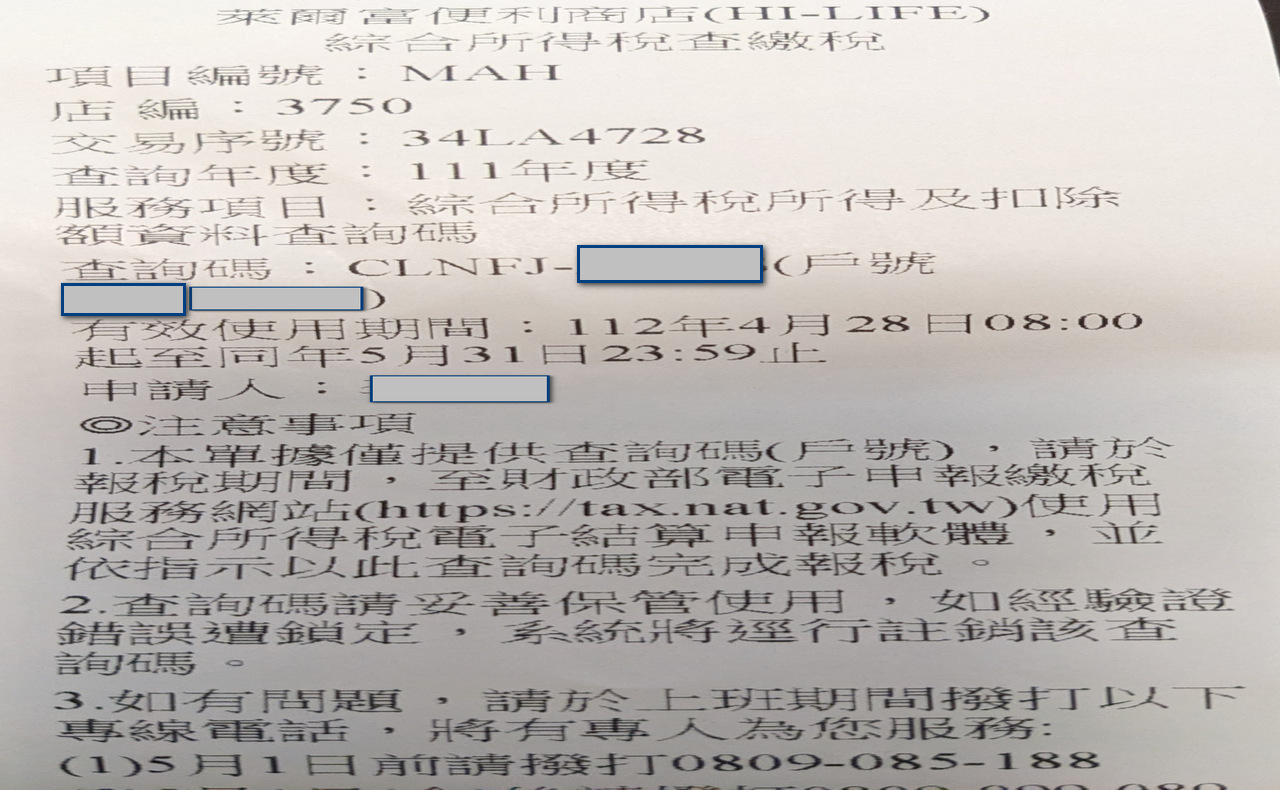 萊爾富便利商店(HI-LIFE)
綜合所得稅查繳稅
項目編號：MAH
店編：3750
交易序號：34LA4728
查詢年度：111年度
服務項目：綜合所得稅所得及扣除
額資料查詢碼
查詢碼：CLNFJ-(戶號
)
有效使用期間：112年4月28日08:00
起至同年5月31日23:59止
申請人：
◎注意事項
1.本單據僅提供查詢碼(戶號)，請於
報稅期間，至財政部電子申報繳稅
服務網站(https://tax.nat.gov.tw)使用
綜合所得稅電子結算申報軟體，並
依指示以此查詢碼完成報稅。
2.查詢碼請妥善保管使用，如經驗證
錯誤遭鎖定，系統將逕行註銷該查
詢碼。
3.如有問題，請於上班期間撥打以下
專線電話，將有專人為您服務:
(1)5月1日前請撥打0809-085-188